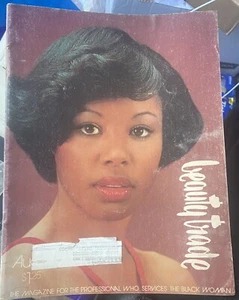 beauty trade
THE MAGAZINE FOR THE PROFESSIONAL WHO SERVICES THE BLACK WOMAN